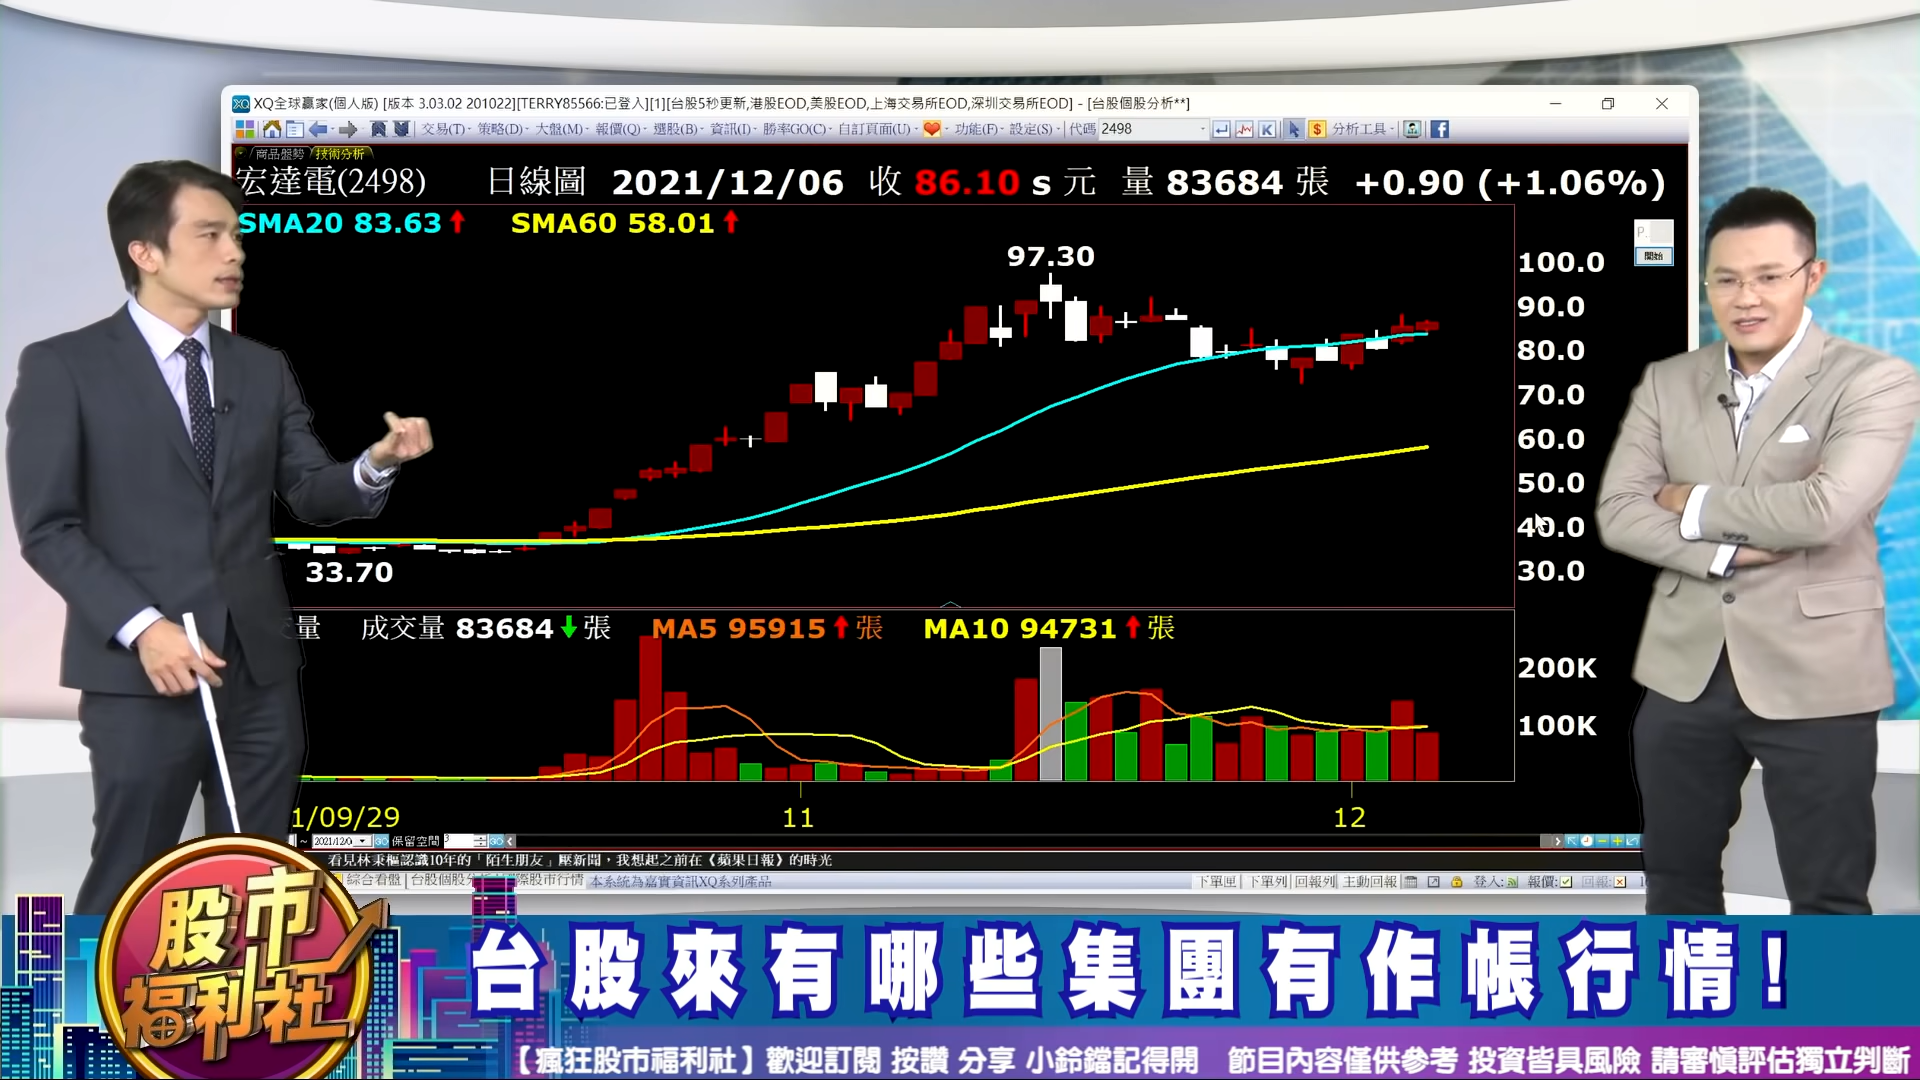 XQ全球贏家(個人版) [版本 3.03.02 201022][TERRY85566:已登入][1][台股5秒更新,港股EOD,美股EOD,上海交易所EOD,深圳交易所EOD] - [台股個股分析**]
交易(T) 策略(D) 大盤(M) 報價(Q) 選股(B) 資訊(I) 勝率GO(C) 自訂頁面(U) 功能(F) 設定(S) 代碼 2498 分析工具
商品盤勢 技術分析
宏達電(2498) 日線圖 2021/12/06 收 86.10 s 元 量 83684 張 +0.90 (+1.06%)
SMA20 83.63 SMA60 58.01
P.
開始
97.30
100.0
90.0
80.0
70.0
60.0
50.0
40.0
30.0
33.70
量 成交量 83684 張 MA5 95915 張 MA10 94731 張
200K
100K
1/09/29 11 12
~ 2021/12/0 保留空間
看見林秉樞認識10年的「陌生朋友」壓新聞，我想起之前在《蘋果日報》的時光
綜合看盤 台股個股分 際股市行情 本系統為嘉實資訊XQ系列產品 下單匣 下單列 回報列 主動回報 登入: 報價: 回報:
股市
福利社
台股來有哪些集團有作帳行情！
【瘋狂股市福利社】歡迎訂閱 按讚 分享 小鈴鐺記得開 節目內容僅供參考 投資皆具風險 請審慎評估獨立判斷